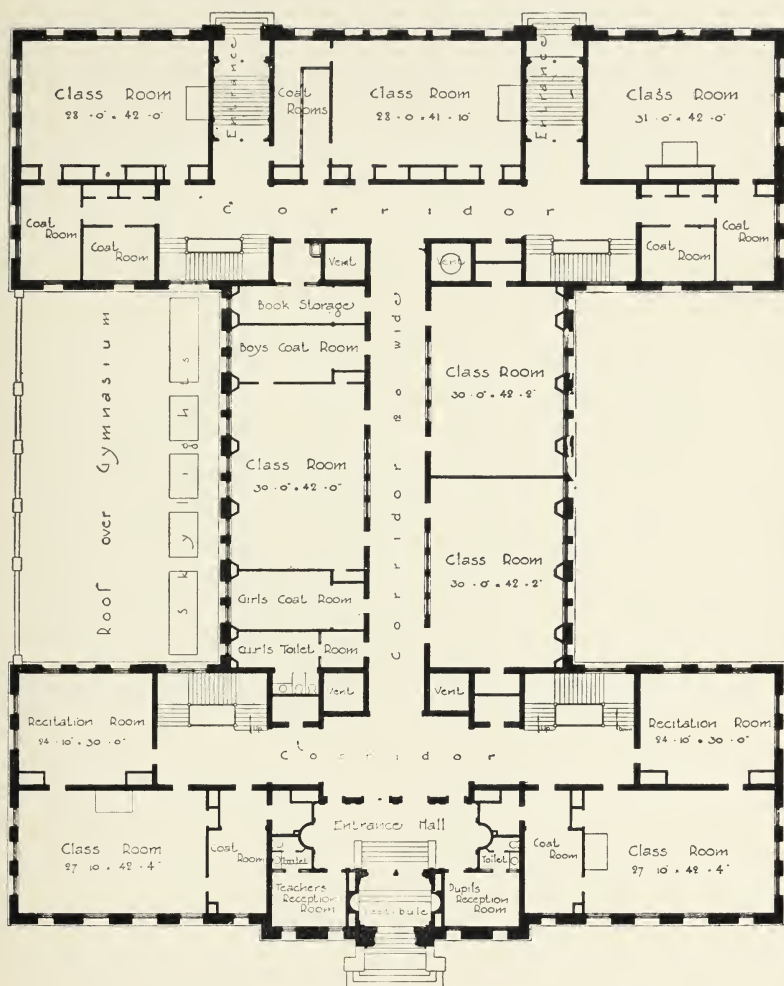 Class Room
28-0" × 42-0"
Entrance
Coat
Rooms
Class Room
28-0 × 41-10"
Entrance
Class Room
31-0" × 42-0"
Corridor
Coat
Room
Coat
Room
Coat
Room
Coat
Room
Vent
Vent
Book Storage
Boys Coat Room
Class Room
30-0" × 42-2"
Roof over Gymnasium
Skylights
Class Room
30-0" × 42-0"
Corridor
wide
Class Room
30-0" × 42-2"
Girls Coat Room
Girls Toilet Room
Vent
Vent
Recitation Room
24-10" × 30-0"
Up
Up
Down
Recitation Room
24-10" × 30-0"
Corridor
Class Room
27-10 × 42-4"
Coat
Room
Entrance Hall
Toilet
Toilet
Coat
Room
Class Room
27-10" × 42-4"
Teachers
Reception
Room
Vestibule
Pupils
Reception
Room